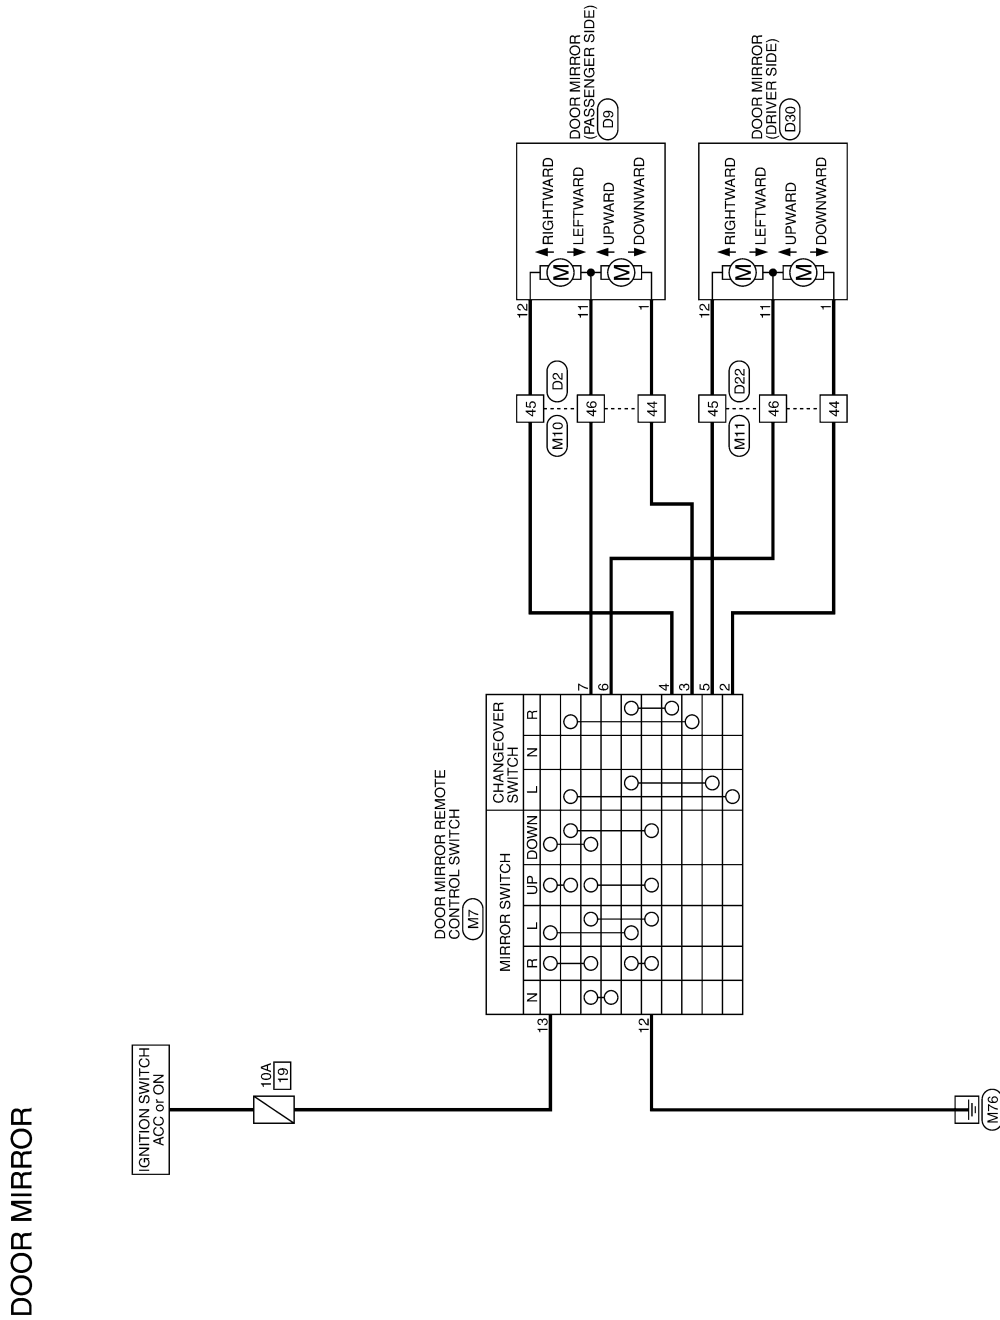 DOOR MIRROR
IGNITION SWITCH
ACC or ON
10A
19
M76
13
12
DOOR MIRROR REMOTE
CONTROL SWITCH
M7
MIRROR SWITCH
CHANGEOVER
SWITCH
N
R
L
UP
DOWN
L
N
R
7
6
4
3
5
2
M10
D2
45
46
44
M11
D22
45
46
44
12
11
1
M
M
RIGHTWARD
LEFTWARD
UPWARD
DOWNWARD
DOOR MIRROR
(PASSENGER SIDE)
D9
12
11
1
M
M
RIGHTWARD
LEFTWARD
UPWARD
DOWNWARD
DOOR MIRROR
(DRIVER SIDE)
D30